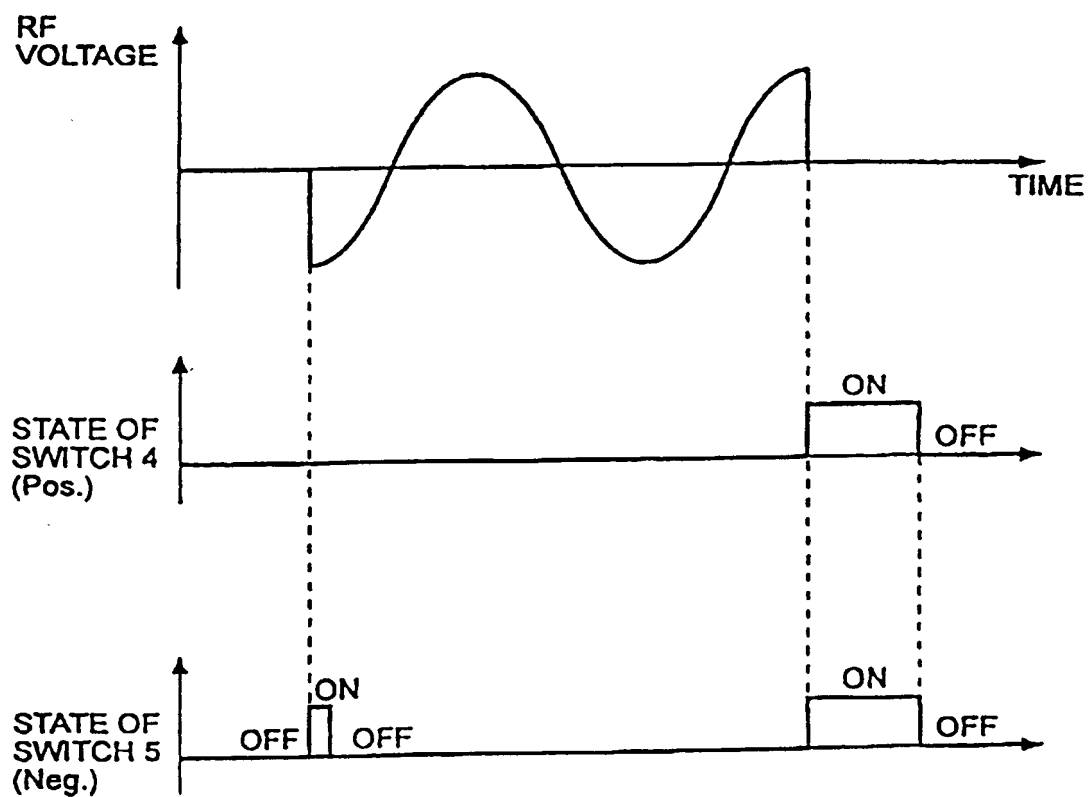 RF
VOLTAGE
TIME
ON
STATE OF
SWITCH 4
(Pos.)
OFF
ON
ON
STATE OF
SWITCH 5
(Neg.)
OFF
OFF
OFF